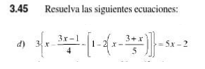 3.45 Resuelva las siguientes ecuaciones:
d) 3{x - (3x-1)/4 - [1 - 2(x - (3+x)/5)]} = 5x - 2